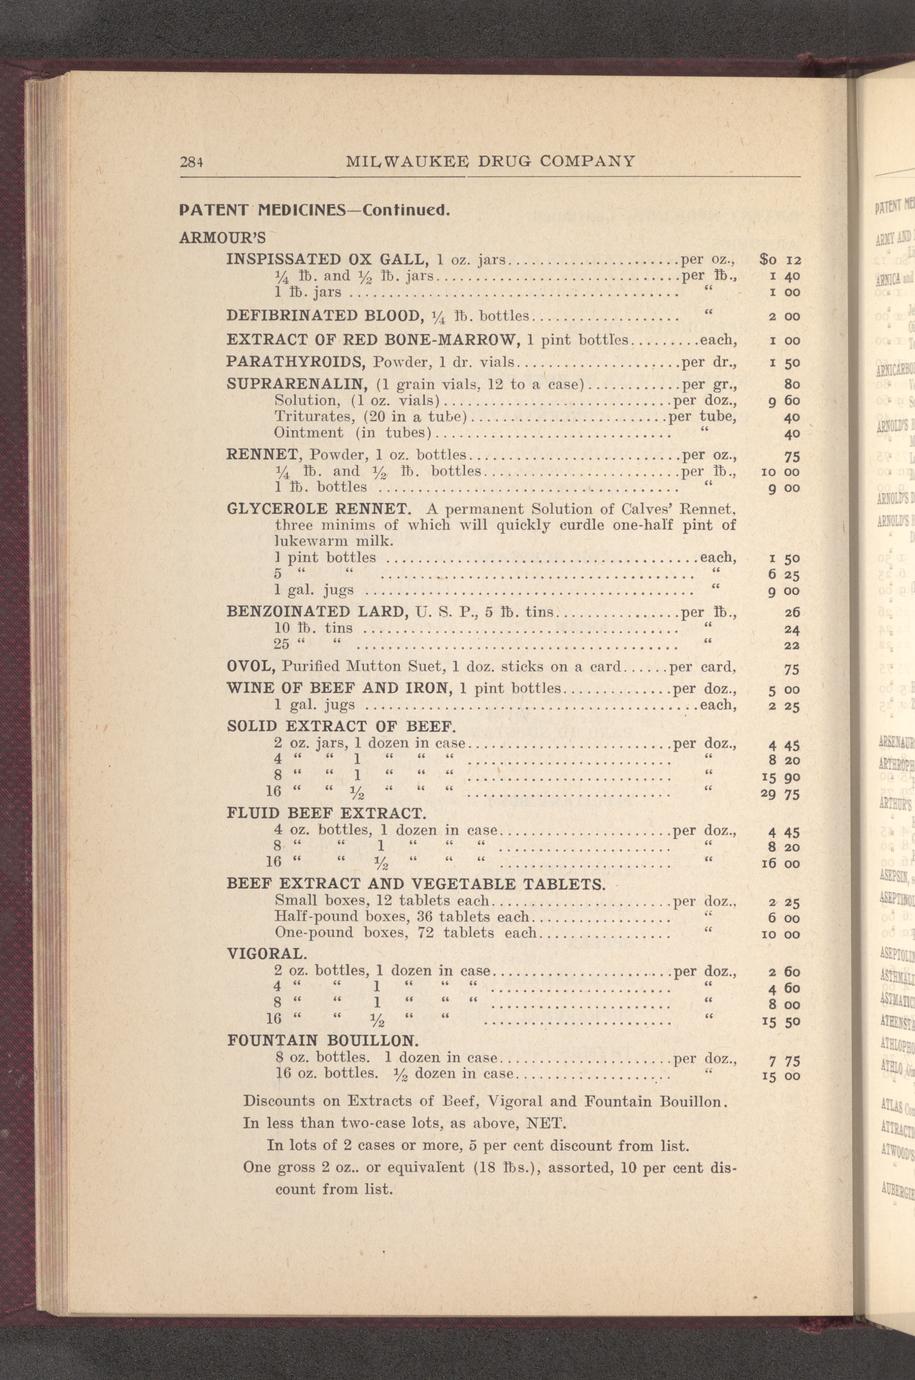 284 MILWAUKEE DRUG COMPANY
PATENT MEDICINES—Continued.
ARMOUR'S
INSPISSATED OX GALL, 1 oz. jars......................per oz., $0 12
¼ lb. and ½ lb. jars...............................per lb., 1 40
1 lb. jars .......................................... “ 1 00
DEFIBRINATED BLOOD, ¼ lb. bottles................... “ 2 00
EXTRACT OF RED BONE-MARROW, 1 pint bottles.........each, 1 00
PARATHYROIDS, Powder, 1 dr. vials.....................per dr., 1 50
SUPRARENALIN, (1 grain vials, 12 to a case)............per gr., 80
Solution, (1 oz. vials).............................per doz., 9 60
Triturates, (20 in a tube).........................per tube, 40
Ointment (in tubes).............................. “ 40
RENNET, Powder, 1 oz. bottles...........................per oz., 75
¼ lb. and ½ lb. bottles.........................per lb., 10 00
1 lb. bottles ...................................... “ 9 00
GLYCEROLE RENNET. A permanent Solution of Calves' Rennet,
three minims of which will quickly curdle one-half pint of
lukewarm milk.
1 pint bottles ........................................each, 1 50
5 “ “ ........................................ “ 6 25
1 gal. jugs .......................................... “ 9 00
BENZOINATED LARD, U. S. P., 5 lb. tins................per lb., 26
10 lb. tins ........................................ “ 24
25 “ “ ............................................ “ 22
OVOL, Purified Mutton Suet, 1 doz. sticks on a card......per card, 75
WINE OF BEEF AND IRON, 1 pint bottles..............per doz., 5 00
1 gal. jugs ..........................................each, 2 25
SOLID EXTRACT OF BEEF.
2 oz. jars, 1 dozen in case..........................per doz., 4 45
4 “ “ 1 “ “ “ .......................... “ 8 20
8 “ “ 1 “ “ “ .......................... “ 15 90
16 “ “ ½ “ “ “ .......................... “ 29 75
FLUID BEEF EXTRACT.
4 oz. bottles, 1 dozen in case......................per doz., 4 45
8 “ “ 1 “ “ “ ...................... “ 8 20
16 “ “ ½ “ “ “ ...................... “ 16 00
BEEF EXTRACT AND VEGETABLE TABLETS.
Small boxes, 12 tablets each.......................per doz., 2 25
Half-pound boxes, 36 tablets each.................. “ 6 00
One-pound boxes, 72 tablets each................. “ 10 00
VIGORAL.
2 oz. bottles, 1 dozen in case.......................per doz., 2 60
4 “ “ 1 “ “ “ ....................... “ 4 60
8 “ “ 1 “ “ “ ....................... “ 8 00
16 “ “ ½ “ “ ........................ “ 15 50
FOUNTAIN BOUILLON.
8 oz. bottles. 1 dozen in case......................per doz., 7 75
16 oz. bottles. ½ dozen in case.................... “ 15 00
Discounts on Extracts of Beef, Vigoral and Fountain Bouillon.
In less than two-case lots, as above, NET.
In lots of 2 cases or more, 5 per cent discount from list.
One gross 2 oz.. or equivalent (18 lbs.), assorted, 10 per cent dis-
count from list.
PATENT
ARMY AND
ARNICA and
ARNOLD'S
ARNOLD'S
ARNOLD'S
ARTHUR'S
ATLAS